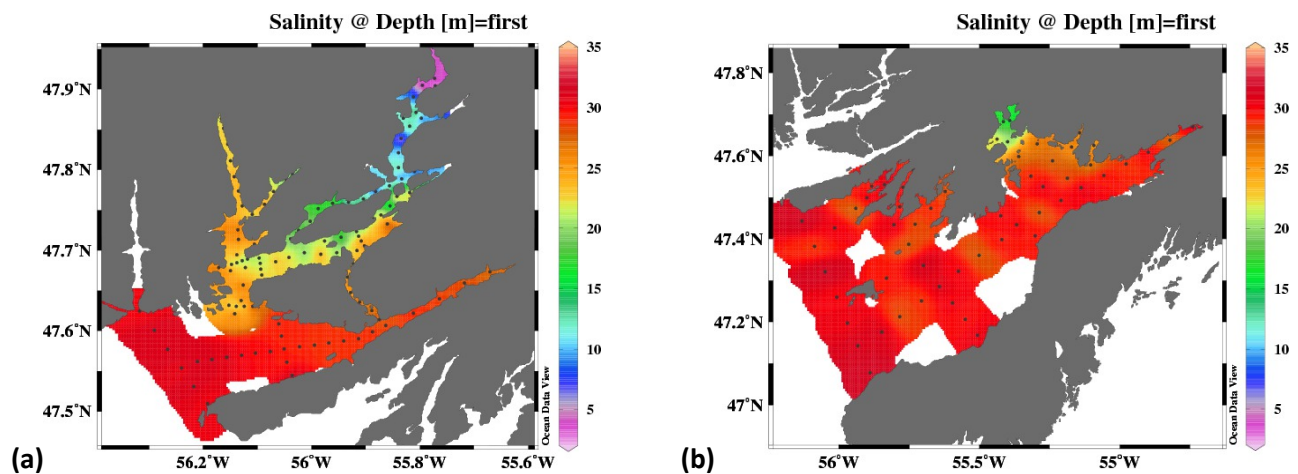 Salinity @ Depth [m]=first
47.9°N
47.8°N
47.7°N
47.6°N
47.5°N
56.2°W
56°W
55.8°W
55.6°W
35
30
25
20
15
10
5
Ocean Data View
(a)
Salinity @ Depth [m]=first
47.8°N
47.6°N
47.4°N
47.2°N
47°N
56°W
55.5°W
55°W
35
30
25
20
15
10
5
Ocean Data View
(b)